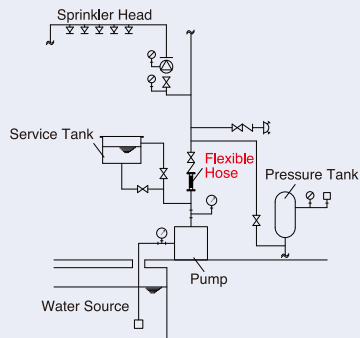 Sprinkler Head
Service Tank
Flexible
Hose
Pressure Tank
Pump
Water Source